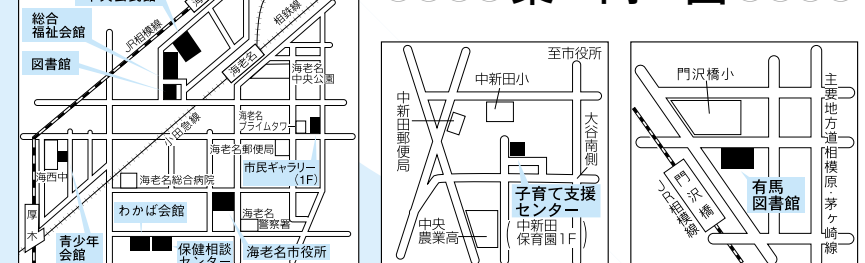 案内図
総合
福祉会館
図書館
JR相模線
相鉄線
海老名
海老名
中央公園
小田急線
海老名
プライムタワー
海老名郵便局
市民ギャラリー
(1F)
海西中
海老名総合病院
厚木
わかば会館
海老名
警察署
青少年
会館
保健相談
センター
海老名市役所
至市役所
中新田小
中新田郵便局
大谷南側
子育て支援
センター
(中新田
保育園1F)
中央
農業高
門沢橋小
主要地方道相模原・茅ヶ崎線
有馬
図書館
門沢橋
JR相模線